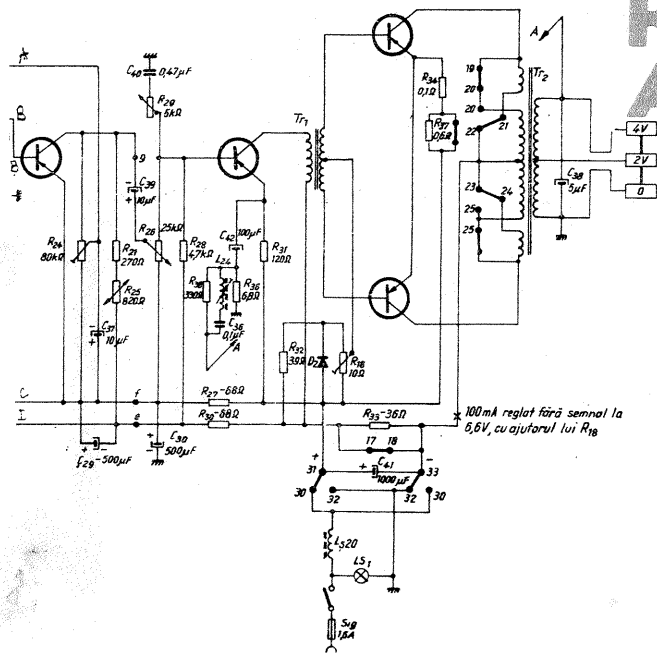 A
B
B
C
I
C40 0,47µF
R29
5kΩ
9
C39
10µF
R26 25kΩ
R24
80kΩ
R21
270Ω
R25
820Ω
C37
10µF
R28
4,7kΩ
C42 100µF
L24
R36
6,8Ω
C36
0,1µF
A
R31
120Ω
Tr1
R34
0,1Ω
R37
0,6Ω
R32
39Ω
D2
R18
10Ω
19
20
20
21
22
23
24
25
25
Tr2
A
C38
5µF
4V
2V
0
f
e
R27-68Ω
R30-68Ω
R33-36Ω
100mA reglat fără semnal la
6,6V, cu ajutorul lui R18
C29-500µF
C30
500µF
17 18
+ -
31 C41 33
1000µF
30 32 32 30
L520
LS1
1,6A